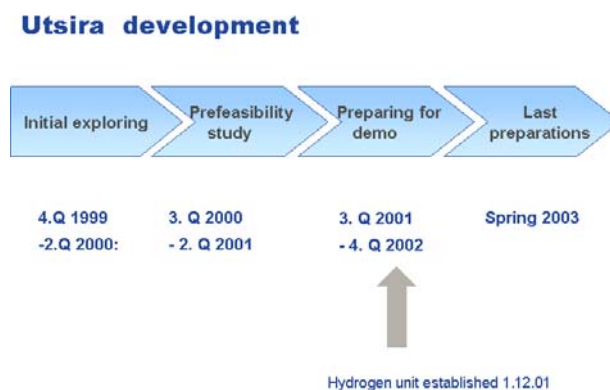 Utsira development
Initial exploring
Prefeasibility
study
Preparing for
demo
Last
preparations
4.Q 1999
-2.Q 2000:
3. Q 2000
- 2. Q 2001
3. Q 2001
- 4. Q 2002
Spring 2003
Hydrogen unit established 1.12.01